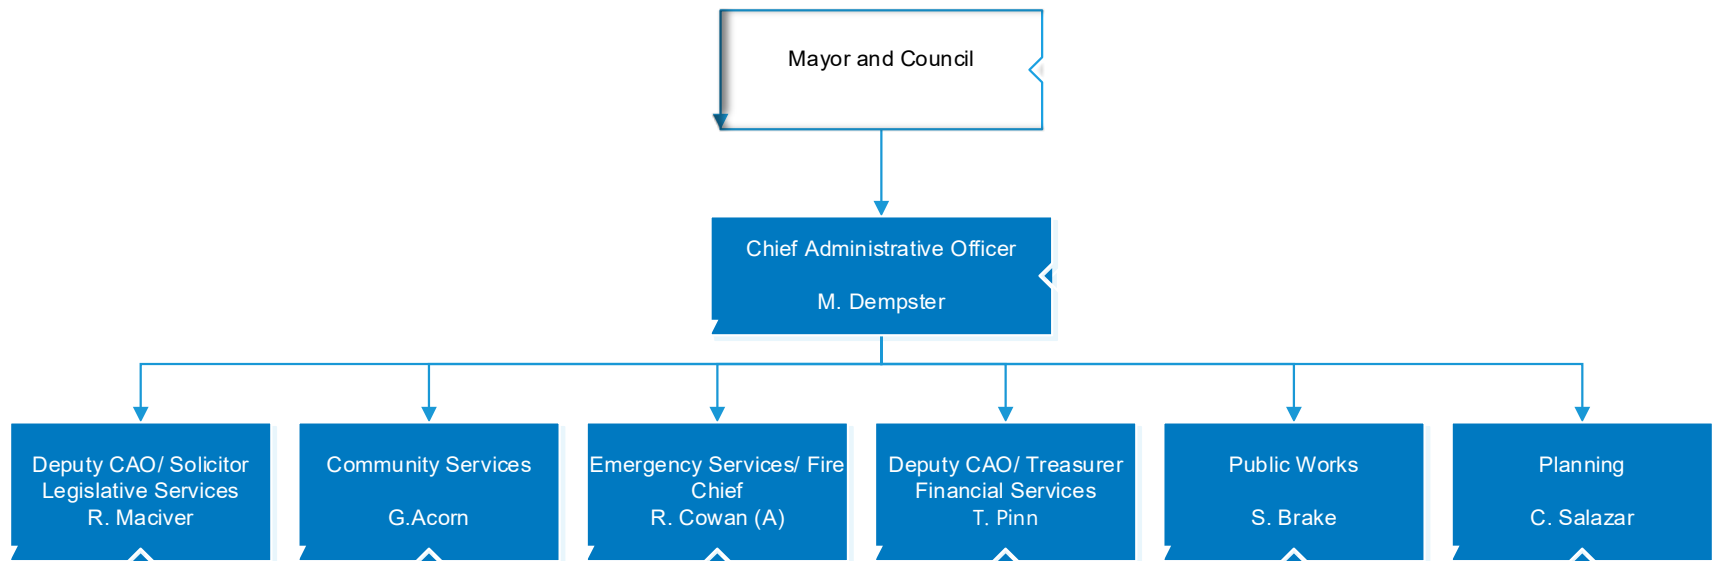 Mayor and Council
Chief Administrative Officer
M. Dempster
Deputy CAO/ Solicitor
Legislative Services
R. Maciver
Community Services
G.Acorn
Emergency Services/ Fire
Chief
R. Cowan (A)
Deputy CAO/ Treasurer
Financial Services
T. Pinn
Public Works
S. Brake
Planning
C. Salazar